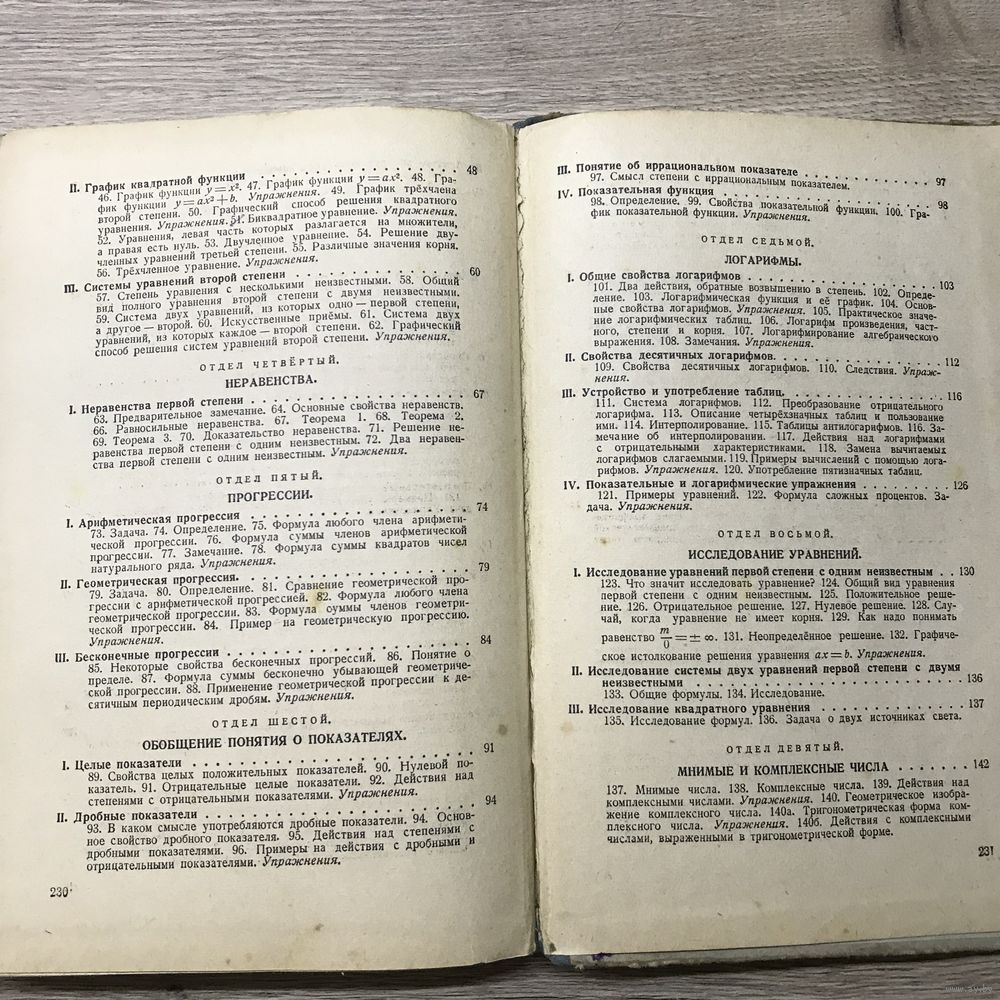 II. График квадратной функции . . . . . . . . . . . . . . . . . . 48
46. График функции y=x². 47. График функции y=ax². 48. Гра-
фик функции y=ax²+b. Упражнения. 49. График трёхчлена
второй степени. 50. Графический способ решения квадратного
уравнения. Упражнения. 51. Биквадратное уравнение. Упражнения.
52. Уравнения, левая часть которых разлагается на множители,
а правая есть нуль. 53. Двучленное уравнение. 54. Решение дву-
членных уравнений третьей степени. 55. Различные значения корня.
56. Трёхчленное уравнение. Упражнения.
III. Системы уравнений второй степени . . . . . . . . . . . . . . 60
57. Степень уравнения с несколькими неизвестными. 58. Общий
вид полного уравнения второй степени с двумя неизвестными.
59. Система двух уравнений, из которых одно — первой степени,
а другое — второй. 60. Искусственные приёмы. 61. Система двух
уравнений, из которых каждое — второй степени. 62. Графический
способ решения систем уравнений второй степени. Упражнения.
ОТДЕЛ ЧЕТВЁРТЫЙ.
НЕРАВЕНСТВА.
I. Неравенства первой степени . . . . . . . . . . . . . . . . . . 67
63. Предварительное замечание. 64. Основные свойства неравенств.
66. Равносильные неравенства. 67. Теорема 1. 68. Теорема 2.
69. Теорема 3. 70. Доказательство неравенства. 71. Решение не-
равенства первой степени с одним неизвестным. 72. Два неравен-
ства первой степени с одним неизвестным. Упражнения.
ОТДЕЛ ПЯТЫЙ.
ПРОГРЕССИИ.
I. Арифметическая прогрессия . . . . . . . . . . . . . . . . . . 74
73. Задача. 74. Определение. 75. Формула любого члена арифмети-
ческой прогрессии. 76. Формула суммы членов арифметической
прогрессии. 77. Замечание. 78. Формула суммы квадратов чисел
натурального ряда. Упражнения.
II. Геометрическая прогрессия. . . . . . . . . . . . . . . . . . . 79
79. Задача. 80. Определение. 81. Сравнение геометрической про-
грессии с арифметической прогрессией. 82. Формула любого члена
геометрической прогрессии. 83. Формула суммы членов геометри-
ческой прогрессии. 84. Пример на геометрическую прогрессию.
Упражнения.
III. Бесконечные прогрессии . . . . . . . . . . . . . . . . . . . 84
85. Некоторые свойства бесконечных прогрессий. 86. Понятие о
пределе. 87. Формула суммы бесконечно убывающей геометриче-
ской прогрессии. 88. Применение геометрической прогрессии к де-
сятичным периодическим дробям. Упражнения.
ОТДЕЛ ШЕСТОЙ.
ОБОБЩЕНИЕ ПОНЯТИЯ О ПОКАЗАТЕЛЯХ.
I. Целые показатели . . . . . . . . . . . . . . . . . . . . . . 91
89. Свойства целых положительных показателей. 90. Нулевой по-
казатель. 91. Отрицательные целые показатели. 92. Действия над
степенями с отрицательными показателями. Упражнения.
II. Дробные показатели . . . . . . . . . . . . . . . . . . . . . 94
93. В каком смысле употребляются дробные показатели. 94. Основ-
ное свойство дробного показателя. 95. Действия над степенями с
дробными показателями. 96. Примеры на действия с дробными и
отрицательными показателями. Упражнения.
230
III. Понятие об иррациональном показателе . . . . . . . . . . . 97
97. Смысл степени с иррациональным показателем.
IV. Показательная функция . . . . . . . . . . . . . . . . . . . 98
98. Определение. 99. Свойства показательной функции. 100. Гра-
фик показательной функции. Упражнения.
ОТДЕЛ СЕДЬМОЙ.
ЛОГАРИФМЫ.
I. Общие свойства логарифмов . . . . . . . . . . . . . . . . . 103
101. Два действия, обратные возвышению в степень. 102. Опреде-
ление. 103. Логарифмическая функция и её график. 104. Основ-
ные свойства логарифмов. Упражнения. 105. Практическое значе-
ние логарифмических таблиц. 106. Логарифм произведения, част-
ного, степени и корня. 107. Логарифмирование алгебраического
выражения. 108. Замечания. Упражнения.
II. Свойства десятичных логарифмов. . . . . . . . . . . . . . . 112
109. Свойства десятичных логарифмов. 110. Следствия. Упраж-
нения.
III. Устройство и употребление таблиц. . . . . . . . . . . . . . 116
111. Система логарифмов. 112. Преобразование отрицательного
логарифма. 113. Описание четырёхзначных таблиц и пользование
ими. 114. Интерполирование. 115. Таблицы антилогарифмов. 116. За-
мечание об интерполировании. 117. Действия над логарифмами
с отрицательными характеристиками. 118. Замена вычитаемых
логарифмов слагаемыми. 119. Примеры вычислений с помощью лога-
рифмов. Упражнения. 120. Употребление пятизначных таблиц.
IV. Показательные и логарифмические упражнения . . . . . . . 126
121. Примеры уравнений. 122. Формула сложных процентов. За-
дача. Упражнения.
ОТДЕЛ ВОСЬМОЙ.
ИССЛЕДОВАНИЕ УРАВНЕНИЙ.
I. Исследование уравнений первой степени с одним неизвестным . . 130
123. Что значит исследовать уравнение? 124. Общий вид уравнения
первой степени с одним неизвестным. 125. Положительное реше-
ние. 126. Отрицательное решение. 127. Нулевое решение. 128. Слу-
чай, когда уравнение не имеет корня. 129. Как надо понимать
равенство m/0 = ± ∞. 131. Неопределённое решение. 132. Графиче-
ское истолкование решения уравнения ax=b. Упражнения.
II. Исследование системы двух уравнений первой степени с двумя
неизвестными . . . . . . . . . . . . . . . . . . . . . . . . 136
133. Общие формулы. 134. Исследование.
III. Исследование квадратного уравнения . . . . . . . . . . . . 137
135. Исследование формул. 136. Задача о двух источниках света.
ОТДЕЛ ДЕВЯТЫЙ.
МНИМЫЕ И КОМПЛЕКСНЫЕ ЧИСЛА . . . . . . . 142
137. Мнимые числа. 138. Комплексные числа. 139. Действия над
комплексными числами. Упражнения. 140. Геометрическое изобра-
жение комплексного числа. 140а. Тригонометрическая форма ком-
плексного числа. Упражнения. 140б. Действия с комплексными
числами, выраженными в тригонометрической форме.
231
www.ay.by